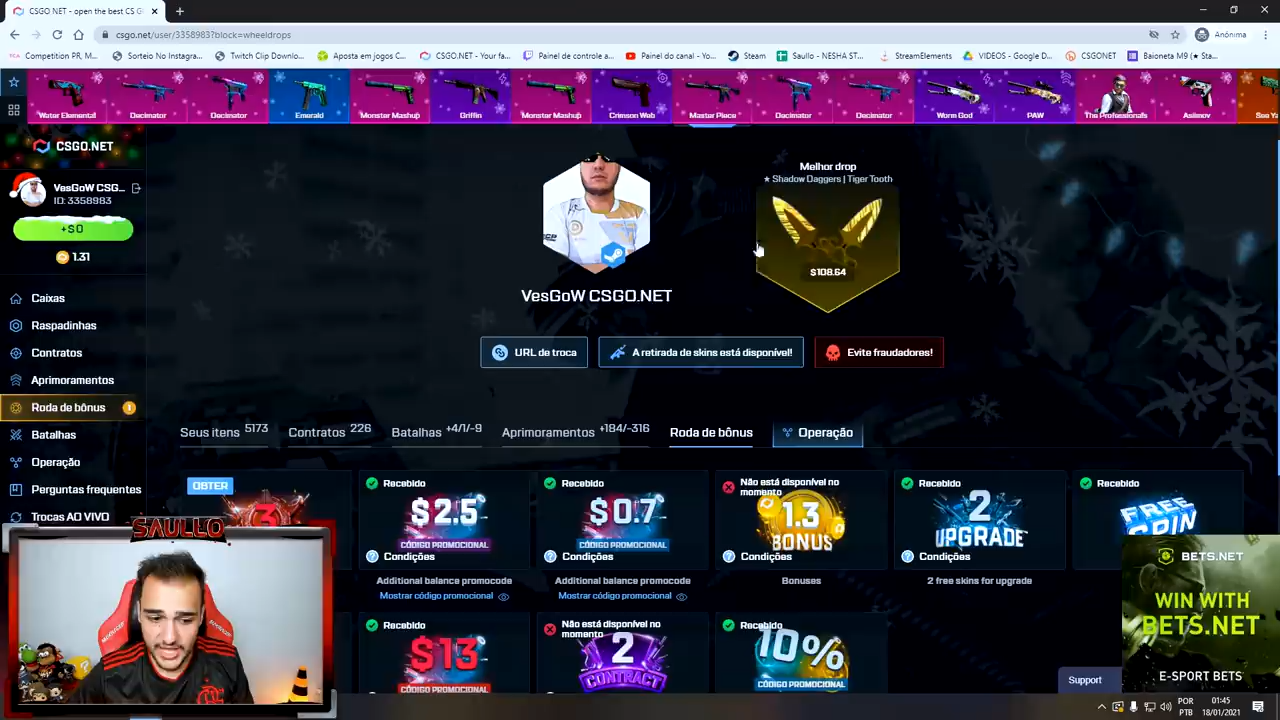 CSGO.NET - open the best CS G
csgo.net/user/3358983?block=wheeldrops
Anônima
Competition PR, M...
Sorteio No Instagra...
Twitch Clip Downlo...
Aposta em jogos C...
CSGO.NET - Your fa...
Painel de controle a...
Painel do canal - Yo...
Steam
Saullo - NESHA ST...
StreamElements
VIDEOS - Google D...
CSGONET
Baioneta M9 (★ Sta...
Water Elemental
Decimator
Decimator
Emerald
Monster Mashup
Griffin
Monster Mashup
Crimson Web
Master Piece
Decimator
Decimator
Worm God
PAW
The Professionals
Asiimov
See Ya
CSGO.NET
VesGoW CSG...
ID: 3358983
+$0
1.31
Caixas
Raspadinhas
Contratos
Aprimoramentos
Roda de bônus
1
Batalhas
Operação
Perguntas frequentes
Trocas AO VIVO
Melhor drop
★ Shadow Daggers | Tiger Tooth
$108.64
VesGoW CSGO.NET
URL de troca
A retirada de skins está disponível!
Evite fraudadores!
Seus itens 5173
Contratos 226
Batalhas +4/1/-9
Aprimoramentos +184/-316
Roda de bônus
Operação
OBTER
3
Recebido
$2.5
CÓDIGO PROMOCIONAL
Condições
Additional balance promocode
Mostrar código promocional
Recebido
$0.7
CÓDIGO PROMOCIONAL
Condições
Additional balance promocode
Mostrar código promocional
Não está disponível no
momento
1.3
BONUS
Condições
Bonuses
Recebido
2
UPGRADE
Condições
2 free skins for upgrade
Recebido
FREE
SPIN
Recebido
$13
CÓDIGO PROMOCIONAL
Não está disponível no
momento
2
CONTRACT
Recebido
10%
CÓDIGO PROMOCIONAL
SAULLO
BETS.NET
WIN WITH
BETS.NET
E-SPORT BETS
Support
POR
PTB
01:45
18/01/2021